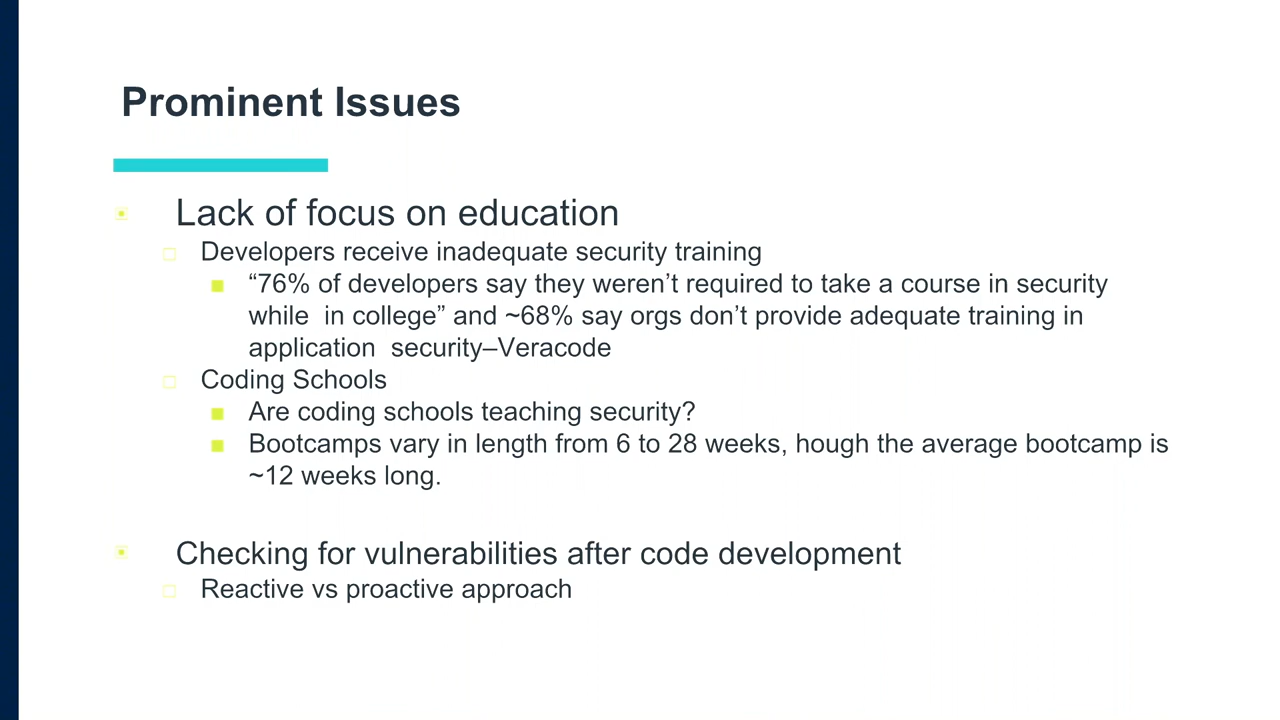 Prominent Issues
Lack of focus on education
Developers receive inadequate security training
“76% of developers say they weren’t required to take a course in security
while  in college” and ~68% say orgs don’t provide adequate training in
application  security–Veracode
Coding Schools
Are coding schools teaching security?
Bootcamps vary in length from 6 to 28 weeks, hough the average bootcamp is
~12 weeks long.
Checking for vulnerabilities after code development
Reactive vs proactive approach